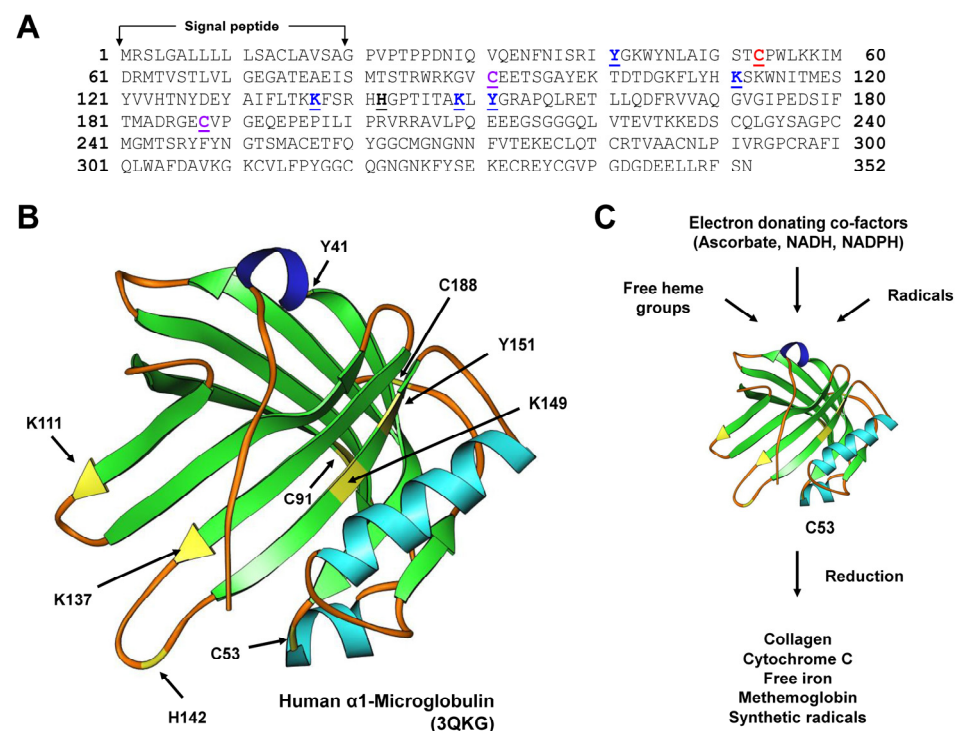 A
Signal peptide
1 MRSLGALLLL LSACLAVSAG PVPTPPDNIQ VQENFNISRI YGKWYNLAIG STCPWLKKIM 60
61 DRMTVSTLVL GEGATEAEIS MTSTRWRKGV CEETSGAYEK TDTDGKFLYH KSKWNITMES 120
121 YVVHTNYDEY AIFLTKKFSR HHGPTITAKL YGRAPQLRET LLQDFRVVAQ GVGIPEDSIF 180
181 TMADRGECVP GEQEPEPILI PRVRRAVLPQ EEEGSGGGQL VTEVTKKEDS CQLGYSAGPC 240
241 MGMTSRYFYN GTSMACETFQ YGGCMGNGNN FVTEKECLQT CRTVAACNLP IVRGPCRAFI 300
301 QLWAFDAVKG KCVLFPYGGC QGNGNKFYSE KECREYCGVP GDGDEELLRF SN 352
B
Y41
C188
Y151
K149
K111
C91
K137
C53
H142
Human α1-Microglobulin
(3QKG)
C
Electron donating co-factors
(Ascorbate, NADH, NADPH)
Free heme
groups
Radicals
C53
Reduction
Collagen
Cytochrome C
Free iron
Methemoglobin
Synthetic radicals